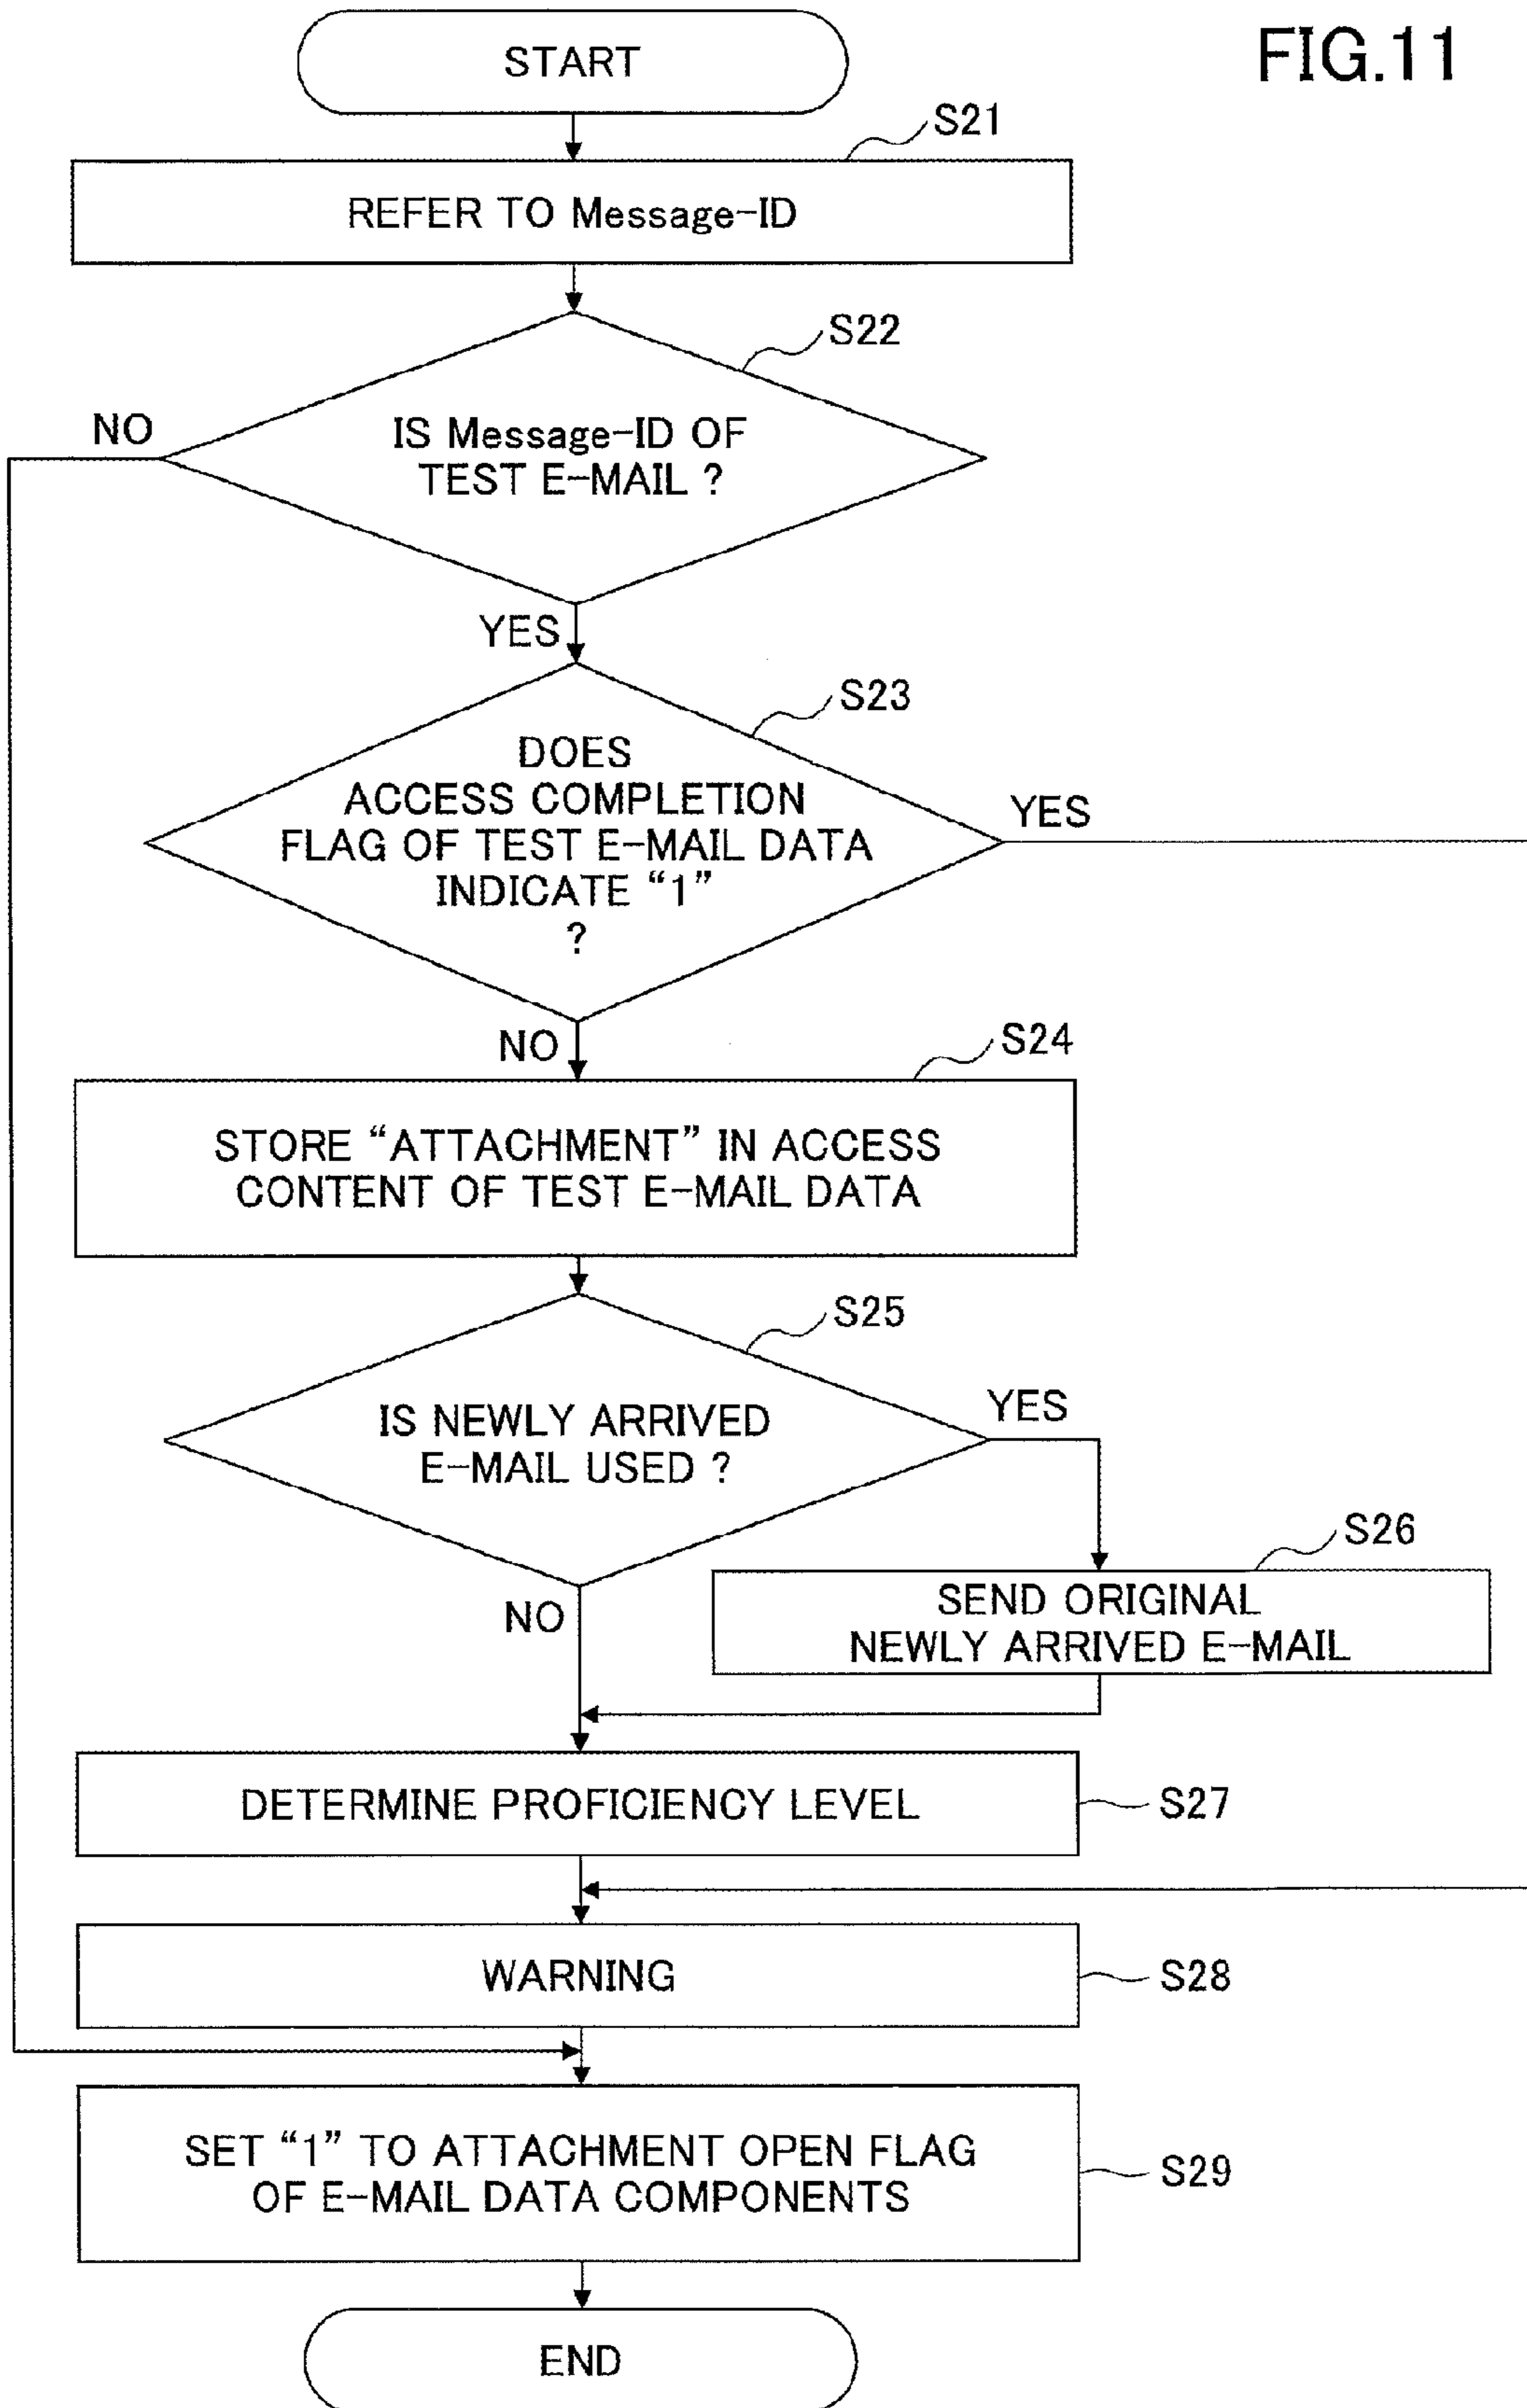 FIG.11
START
S21
REFER TO Message-ID
S22
NO
IS Message-ID OF
TEST E-MAIL ?
YES
S23
DOES
ACCESS COMPLETION
FLAG OF TEST E-MAIL DATA
INDICATE “1”
?
YES
NO
S24
STORE “ATTACHMENT” IN ACCESS
CONTENT OF TEST E-MAIL DATA
S25
IS NEWLY ARRIVED
E-MAIL USED ?
YES
S26
NO
SEND ORIGINAL
NEWLY ARRIVED E-MAIL
DETERMINE PROFICIENCY LEVEL
S27
WARNING
S28
SET “1” TO ATTACHMENT OPEN FLAG
OF E-MAIL DATA COMPONENTS
S29
END